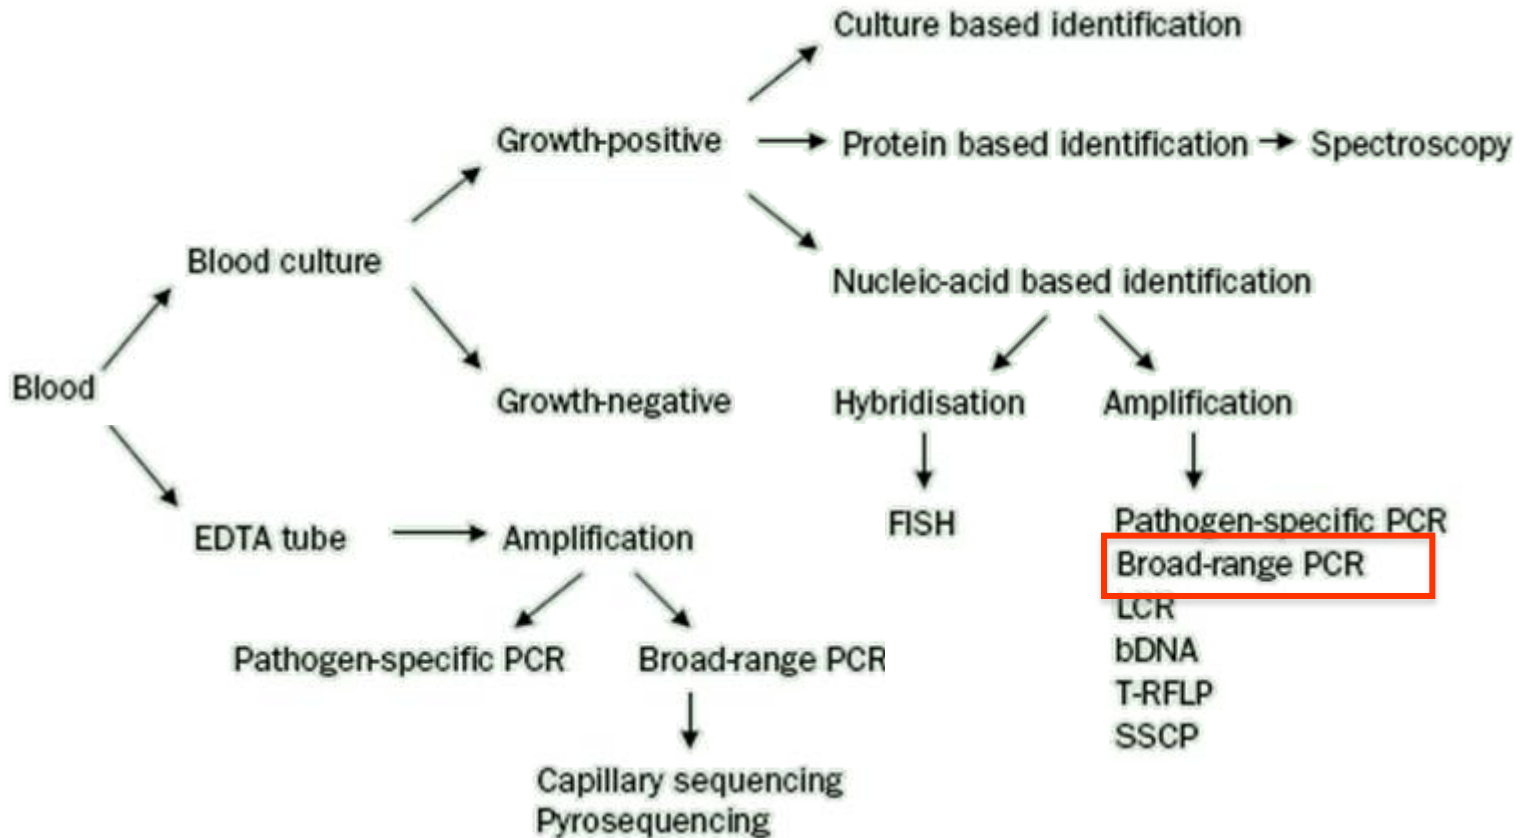 Culture based identification
Growth-positive
Protein based identification
Spectroscopy
Blood culture
Nucleic-acid based identification
Blood
Growth-negative
Hybridisation
Amplification
FISH
Pathogen-specific PCR
Broad-range PCR
LCR
bDNA
T-RFLP
SSCP
EDTA tube
Amplification
Pathogen-specific PCR
Broad-range PCR
Capillary sequencing
Pyrosequencing